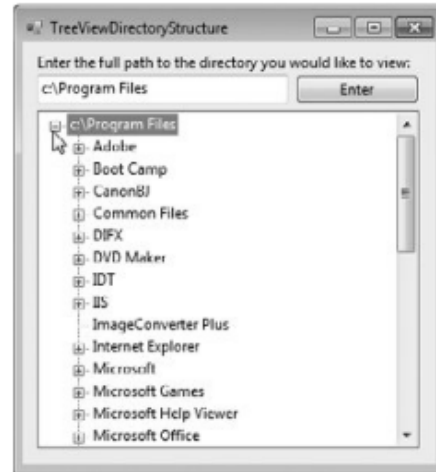 TreeViewDirectoryStructure
Enter the full path to the directory you would like to view:
c:\Program Files
Enter
c:\Program Files
Adobe
Boot Camp
CanonBJ
Common Files
DIFX
DVD Maker
IDT
IIS
ImageConverter Plus
Internet Explorer
Microsoft
Microsoft Games
Microsoft Help Viewer
Microsoft Office